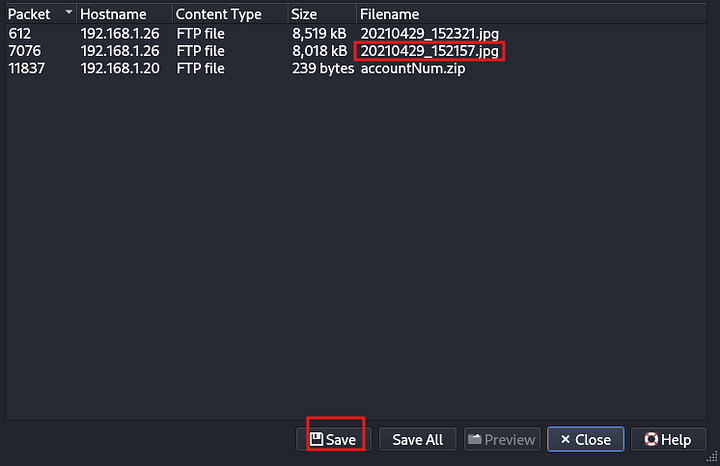 Packet Hostname Content Type Size Filename
612 192.168.1.26 FTP file 8,519 kB 20210429_152321.jpg
7076 192.168.1.26 FTP file 8,018 kB 20210429_152157.jpg
11837 192.168.1.20 FTP file 239 bytes accountNum.zip
Save Save All Preview Close Help